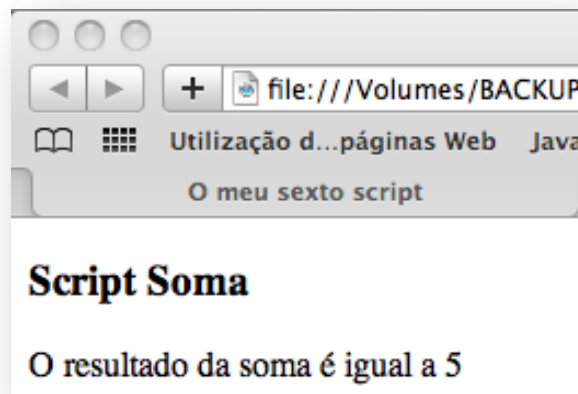 + file:///Volumes/BACKUP
Utilização d...páginas Web Java
O meu sexto script
Script Soma
O resultado da soma é igual a 5